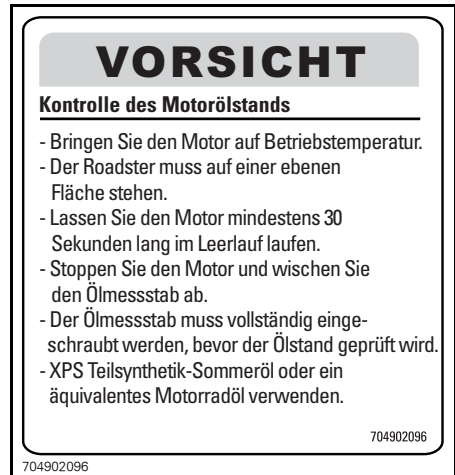 VORSICHT
Kontrolle des Motorölstands
- Bringen Sie den Motor auf Betriebstemperatur.
- Der Roadster muss auf einer ebenen
Fläche stehen.
- Lassen Sie den Motor mindestens 30
Sekunden lang im Leerlauf laufen.
- Stoppen Sie den Motor und wischen Sie
den Ölmessstab ab.
- Der Ölmessstab muss vollständig einge-
schraubt werden, bevor der Ölstand geprüft wird.
- XPS Teilsynthetik-Sommeröl oder ein
äquivalentes Motorradöl verwenden.
704902096
704902096